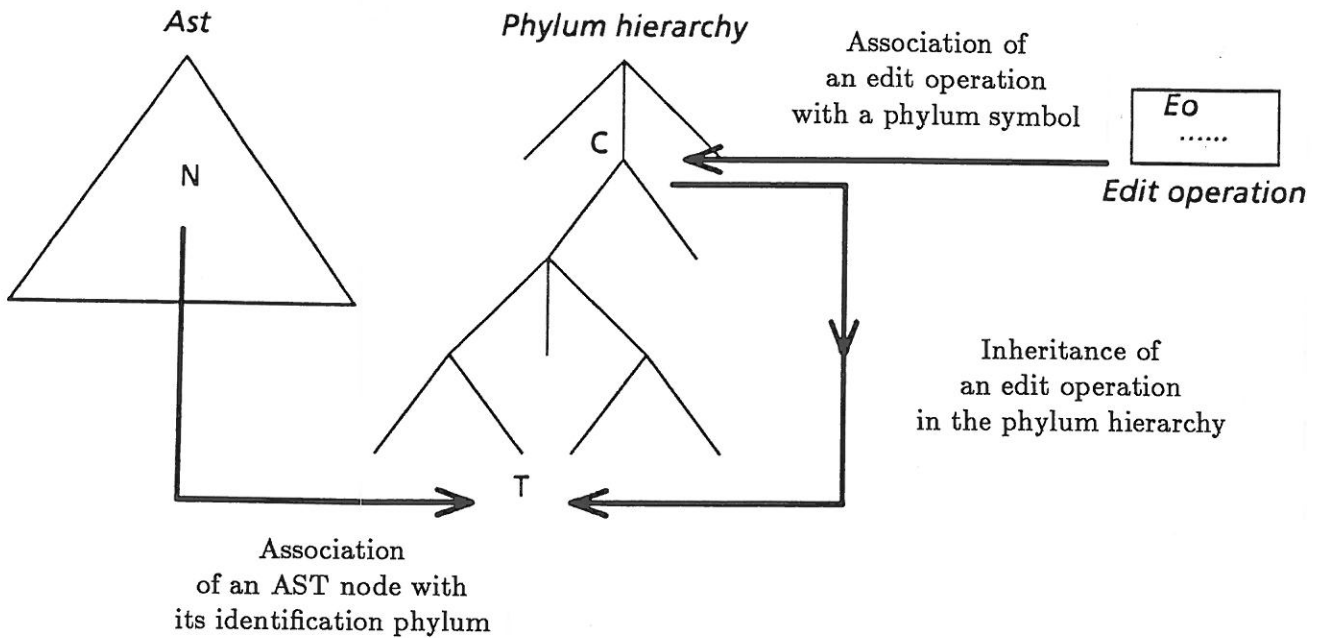 Ast
N
Phylum hierarchy
C
T
Association of
an edit operation
with a phylum symbol
Eo
......
Edit operation
Inheritance of
an edit operation
in the phylum hierarchy
Association
of an AST node with
its identification phylum